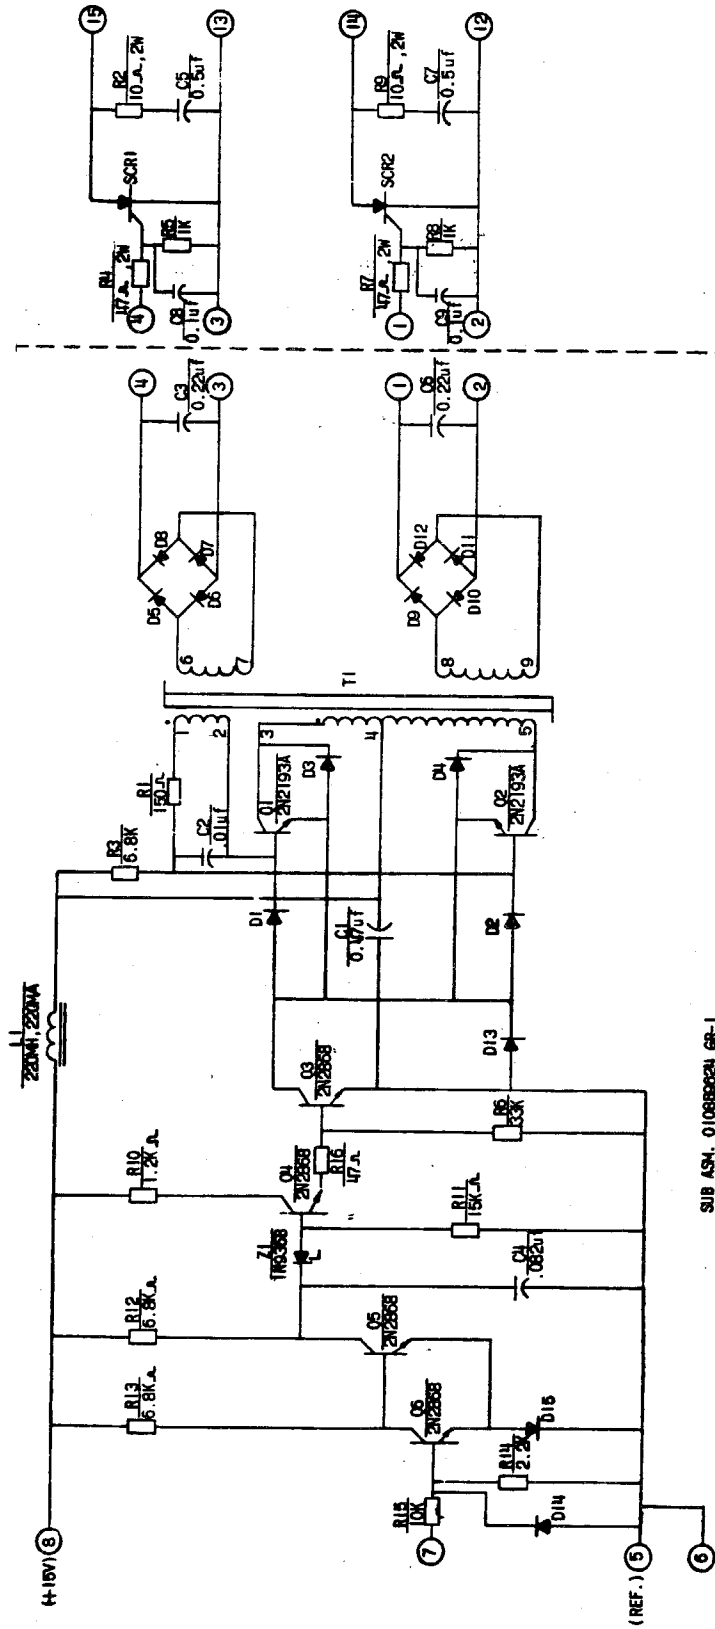 (+15V)
8
L1
220MH, 220MA
R13
6.8K Ω
R12
6.8K Ω
R10
1.2K Ω
R3
6.8K
R1
150Ω
C2
.01uf
1
2
3
4
5
T1
6
7
8
9
Q1
2N2193A
D3
D4
Q2
2N2193A
D1
C1
0.47uf
D2
D13
Q3
2N2868
Q4
2N2868
R16
47Ω
R6
33K
R11
15K Ω
C4
.082uf
Z1
Q5
2N2868
Q6
2N2868
R15
10K
7
R14
2.2K
D15
D14
(REF.)
5
6
D5
D8
D6
D7
D9
D12
D10
D11
4
C3
0.22uf
3
1
C6
0.22uf
2
R4
47Ω, 2W
4
C8
0.1uf
3
R5
1K
SCR1
R2
10Ω, 2W
C5
0.5uf
15
13
R7
47Ω, 2W
1
C9
0.1uf
2
R8
1K
SCR2
R9
10Ω, 2W
C7
0.5uf
14
12
SUB ASM.
GR-1